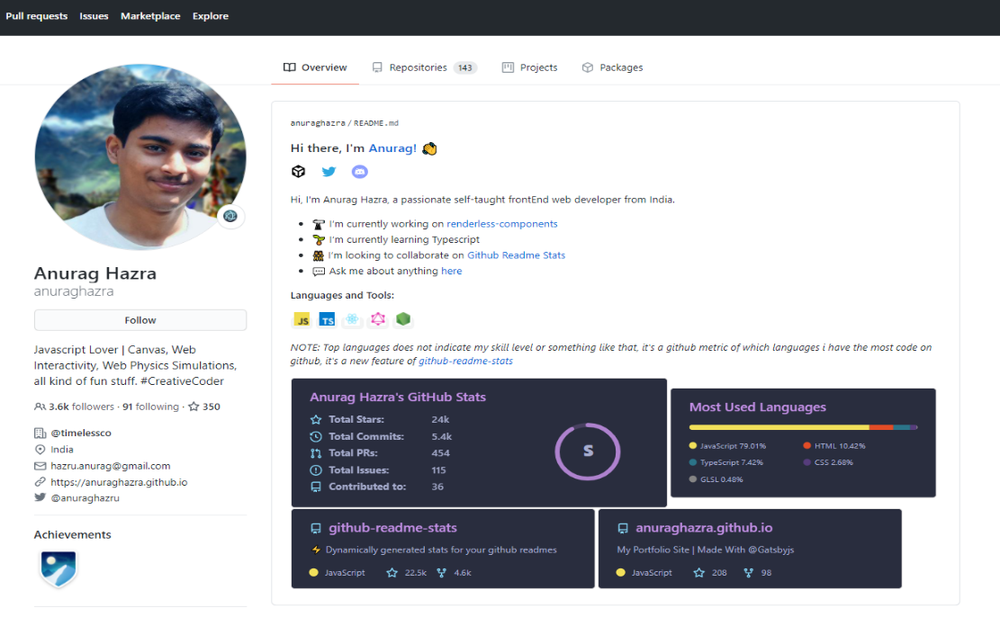 Pull requests Issues Marketplace Explore
Overview Repositories 143 Projects Packages
anuraghazra / README.md
Hi there, I'm Anurag!
Hi, I'm Anurag Hazra, a passionate self-taught frontEnd web developer from India.
I'm currently working on renderless-components
I'm currently learning Typescript
I'm looking to collaborate on Github Readme Stats
Ask me about anything here
Languages and Tools:
JS TS
NOTE: Top languages does not indicate my skill level or something like that, it's a github metric of which languages i have the most code on
github, it's a new feature of github-readme-stats
Anurag Hazra
anuraghazra
Follow
Javascript Lover | Canvas, Web
Interactivity, Web Physics Simulations,
all kind of fun stuff. #CreativeCoder
3.6k followers · 91 following · 350
@timelessco
India
hazru.anurag@gmail.com
https://anuraghazra.github.io
@anuraghazru
Achievements
Anurag Hazra's GitHub Stats
Total Stars: 24k
Total Commits: 5.4k
Total PRs: 454
Total Issues: 115
Contributed to: 36
S
Most Used Languages
JavaScript 79.01% HTML 10.42%
TypeScript 7.42% CSS 2.68%
GLSL 0.48%
github-readme-stats
Dynamically generated stats for your github readmes
JavaScript 22.5k 4.6k
anuraghazra.github.io
My Portfolio Site | Made With @Gatsbyjs
JavaScript 208 98